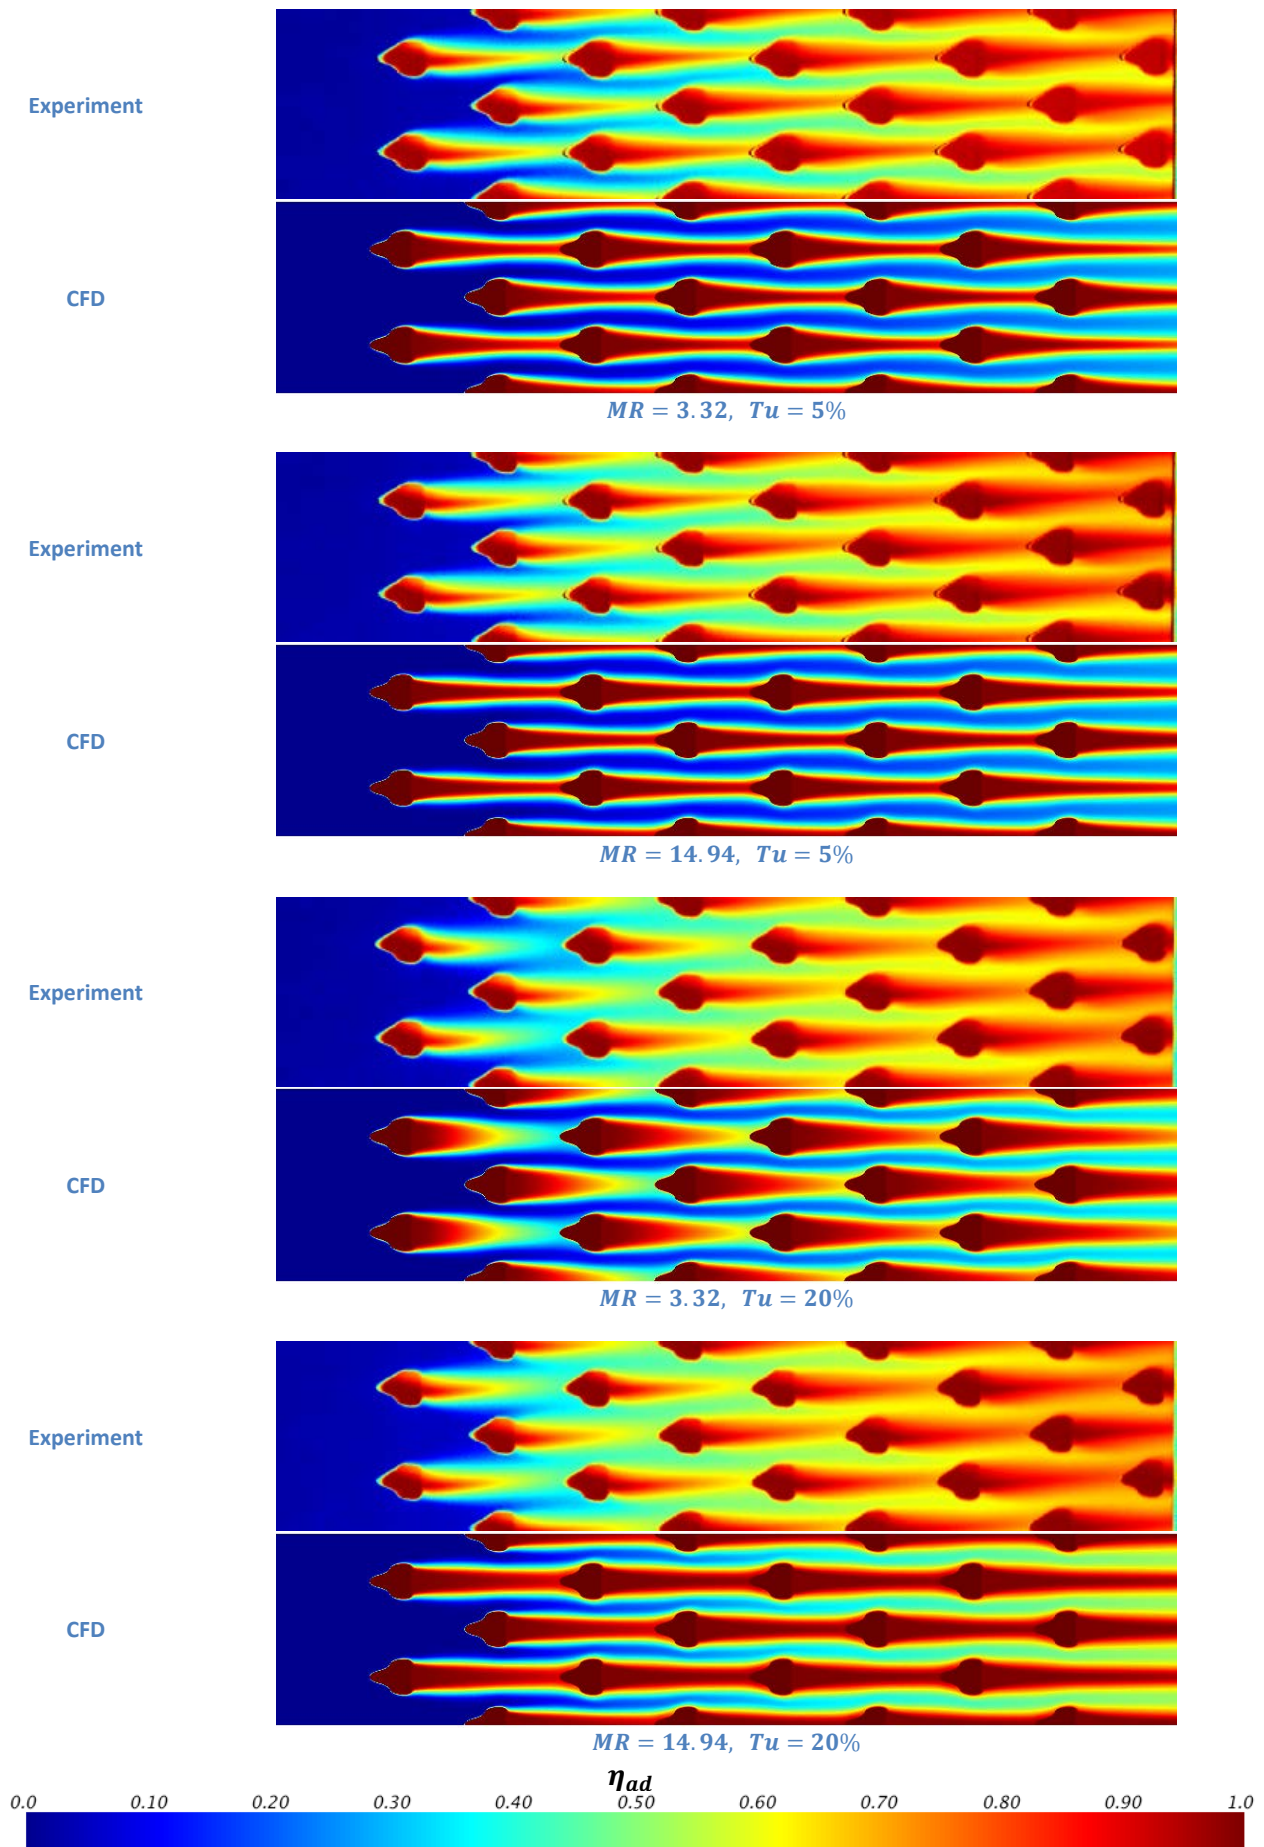 Experiment
CFD
MR = 3.32, Tu = 5%
Experiment
CFD
MR = 14.94, Tu = 5%
Experiment
CFD
MR = 3.32, Tu = 20%
Experiment
CFD
MR = 14.94, Tu = 20%
η_ad
0.0 0.10 0.20 0.30 0.40 0.50 0.60 0.70 0.80 0.90 1.0